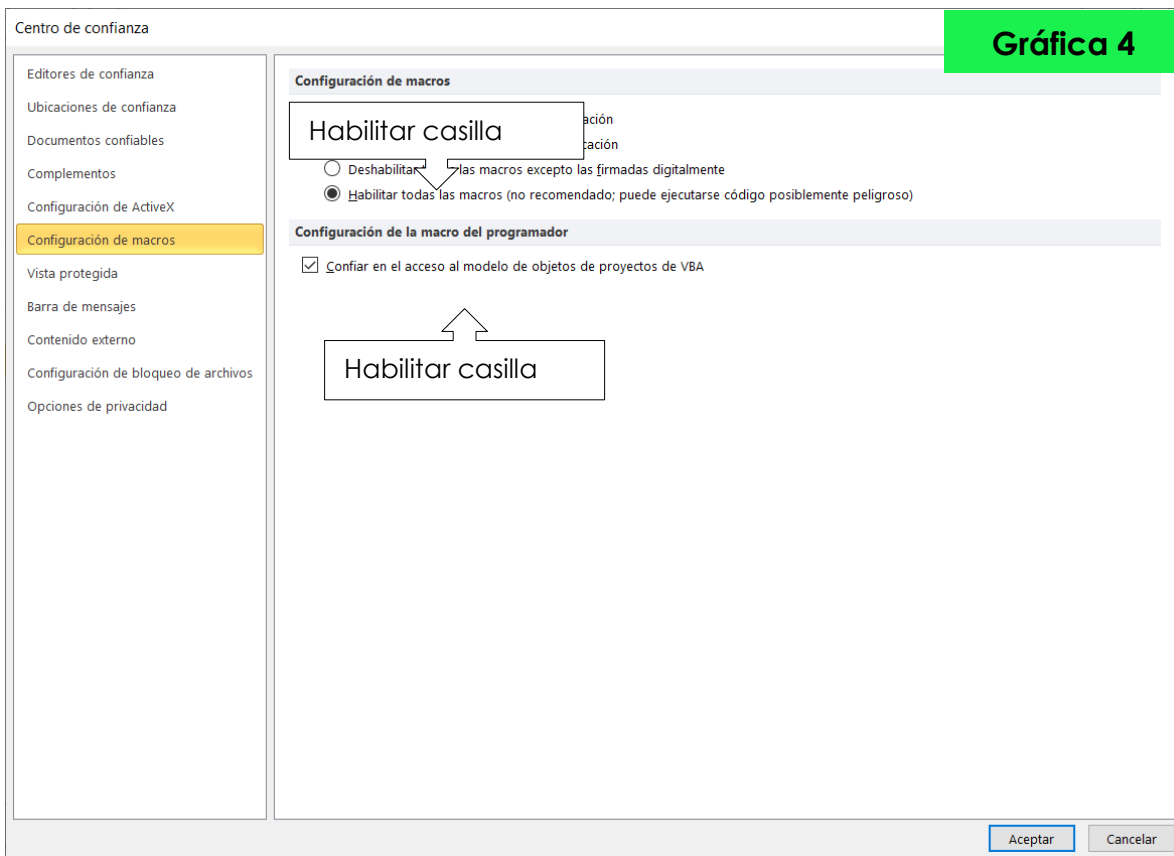 Centro de confianza
Gráfica 4
Editores de confianza
Ubicaciones de confianza
Documentos confiables
Complementos
Configuración de ActiveX
Configuración de macros
Vista protegida
Barra de mensajes
Contenido externo
Configuración de bloqueo de archivos
Opciones de privacidad
Configuración de macros
Habilitar casilla
Deshabilitar las macros excepto las firmadas digitalmente
Habilitar todas las macros (no recomendado; puede ejecutarse código posiblemente peligroso)
Configuración de la macro del programador
Confiar en el acceso al modelo de objetos de proyectos de VBA
Habilitar casilla
Aceptar
Cancelar